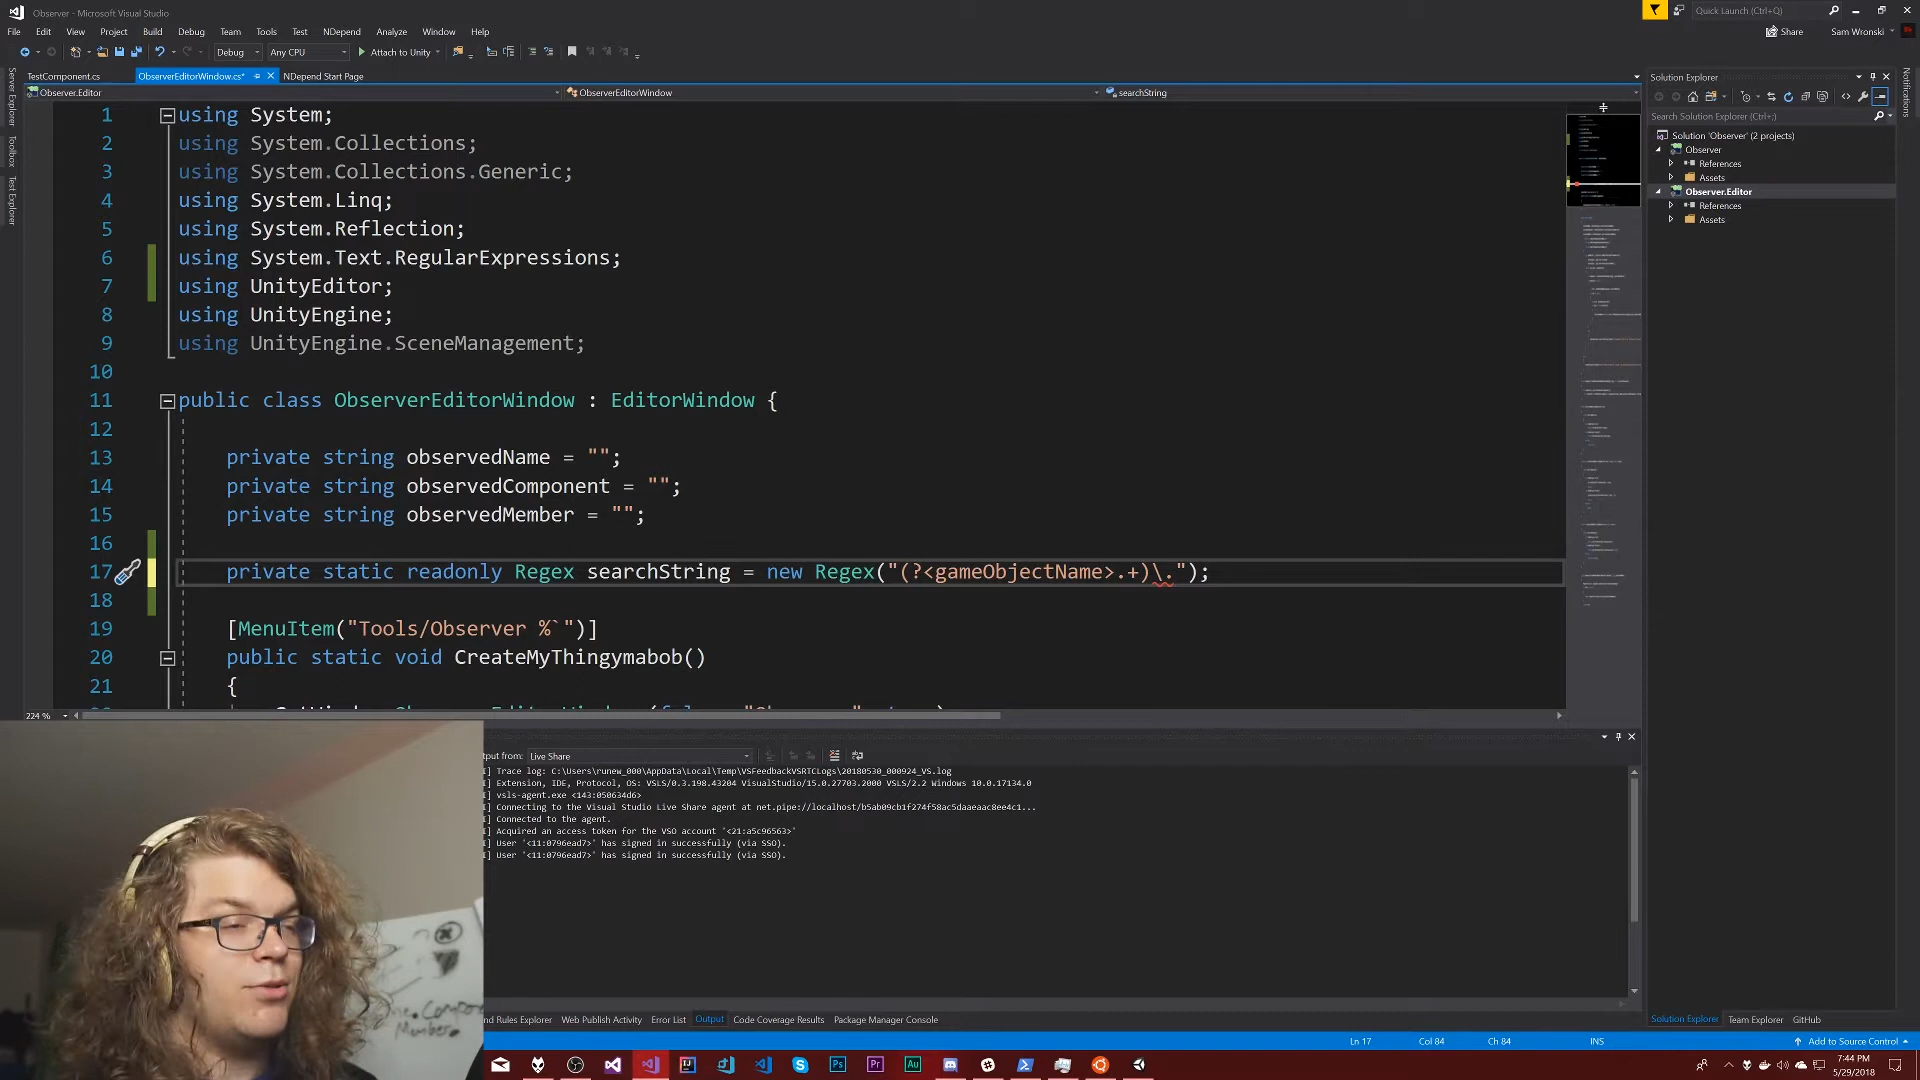 Observer - Microsoft Visual Studio
Quick Launch (Ctrl+Q)
File Edit View Project Build Debug Team Tools Test NDepend Analyze Window Help
Share
Sam Wronski
Debug Any CPU Attach to Unity
TestComponent.cs ObserverEditorWindow.cs* NDepend Start Page
Observer.Editor ObserverEditorWindow searchString
Server Explorer
Toolbox
Test Explorer
Notifications
1 using System;
2 using System.Collections;
3 using System.Collections.Generic;
4 using System.Linq;
5 using System.Reflection;
6 using System.Text.RegularExpressions;
7 using UnityEditor;
8 using UnityEngine;
9 using UnityEngine.SceneManagement;
10
11 public class ObserverEditorWindow : EditorWindow {
12
13 private string observedName = "";
14 private string observedComponent = "";
15 private string observedMember = "";
16
17 private static readonly Regex searchString = new Regex("(?<gameObjectName>.+)\.");
18
19 [MenuItem("Tools/Observer %`")]
20 public static void CreateMyThingymabob()
21 {
224 %
Solution Explorer
Search Solution Explorer (Ctrl+;)
Solution 'Observer' (2 projects)
Observer
References
Assets
Observer.Editor
References
Assets
tput from: Live Share
] Trace log: C:\Users\runew_000\AppData\Local\Temp\VSFeedbackVSRTCLogs\20180530_000924_VS.log
] Extension, IDE, Protocol, OS: VSLS/0.3.198.43204 VisualStudio/15.0.27703.2000 VSLS/2.2 Windows 10.0.17134.0
] vsls-agent.exe <143:050634d6>
] Connecting to the Visual Studio Live Share agent at net.pipe://localhost/b5ab09cb1f274f58ac5daaeaac8ee4c1...
] Connected to the agent.
] Acquired an access token for the VSO account '<21:a5c96563>'
] User '<11:0796ead7>' has signed in successfully (via SSO).
] User '<11:0796ead7>' has signed in successfully (via SSO).
Member
nd Rules Explorer Web Publish Activity Error List Output Code Coverage Results Package Manager Console
Solution Explorer Team Explorer GitHub
Ln 17 Col 84 Ch 84 INS Add to Source Control
7:44 PM
5/29/2018